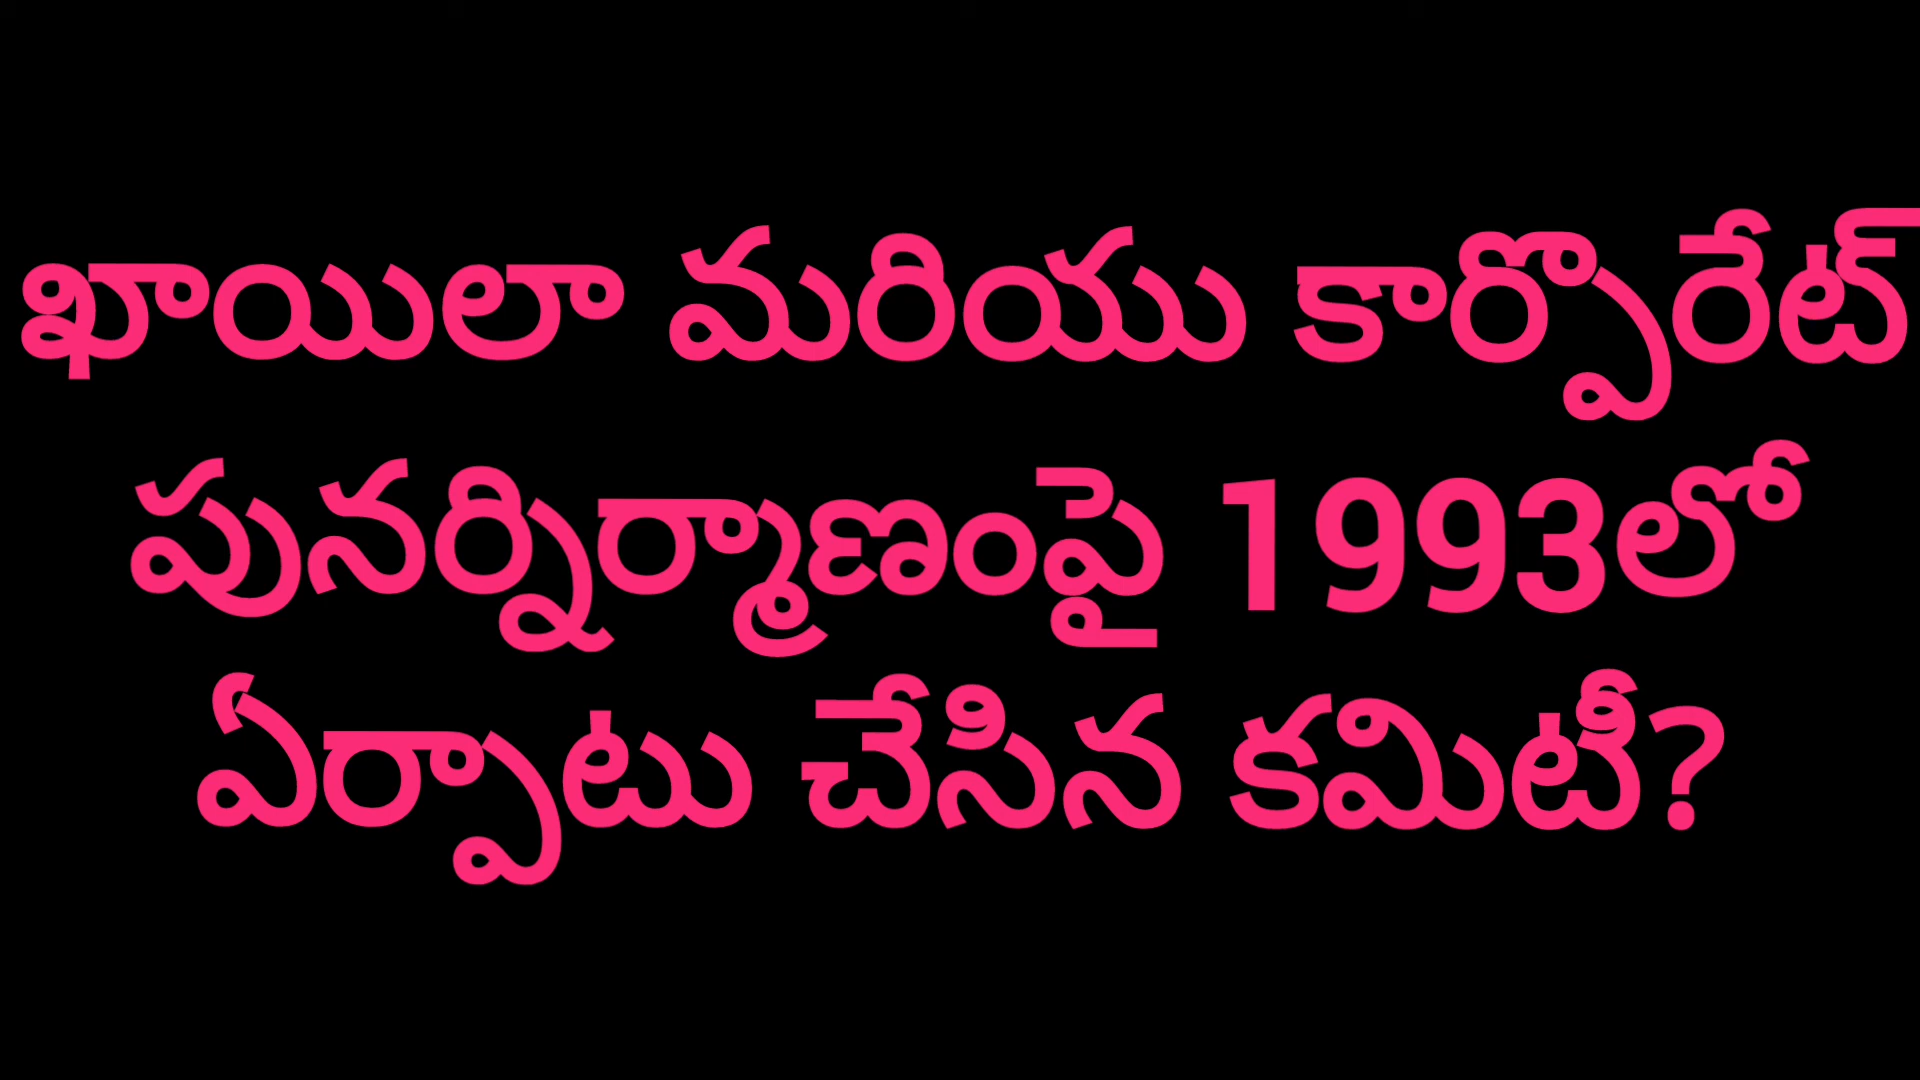 ఖాయిలా మరియు కార్పొరేట్
పునర్నిర్మాణంపై 1993లో
ఏర్పాటు చేసిన కమిటీ?